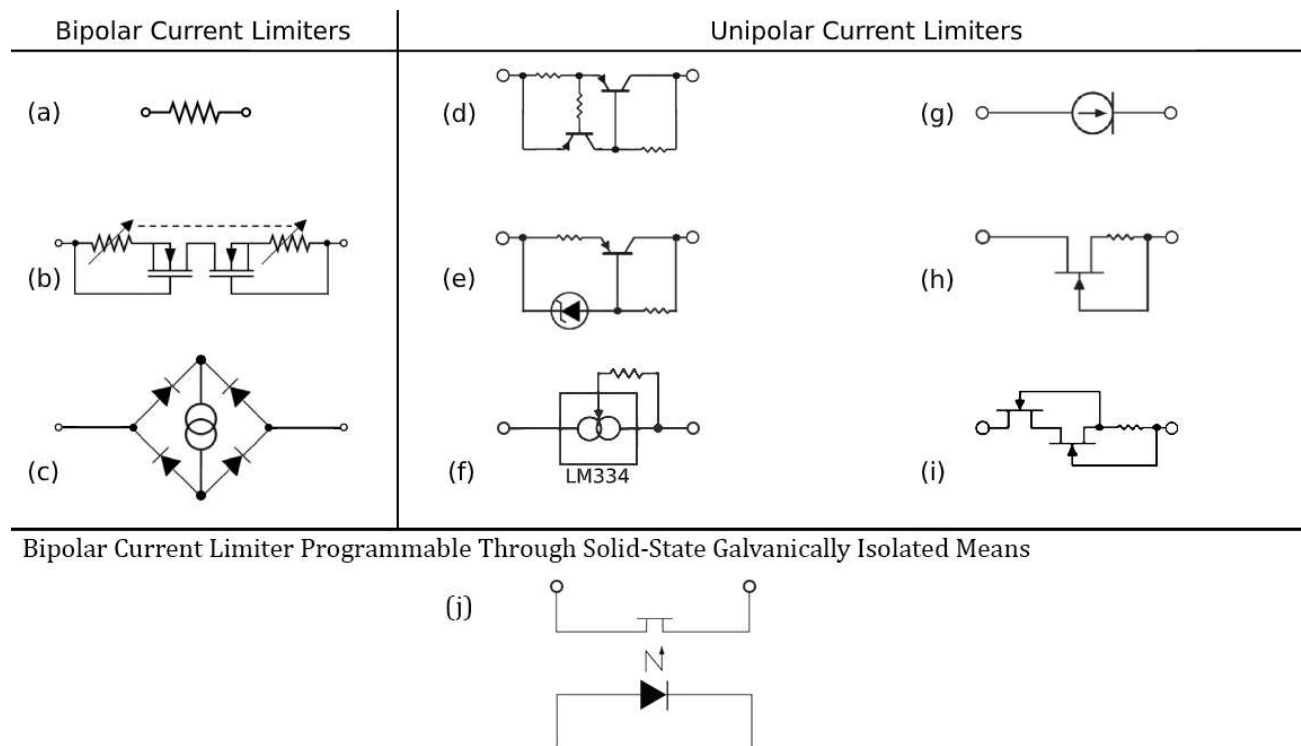 Bipolar Current Limiters
Unipolar Current Limiters
(a)
(d)
(g)
(b)
(e)
(h)
(c)
(f)
LM334
(i)
Bipolar Current Limiter Programmable Through Solid-State Galvanically Isolated Means
(j)